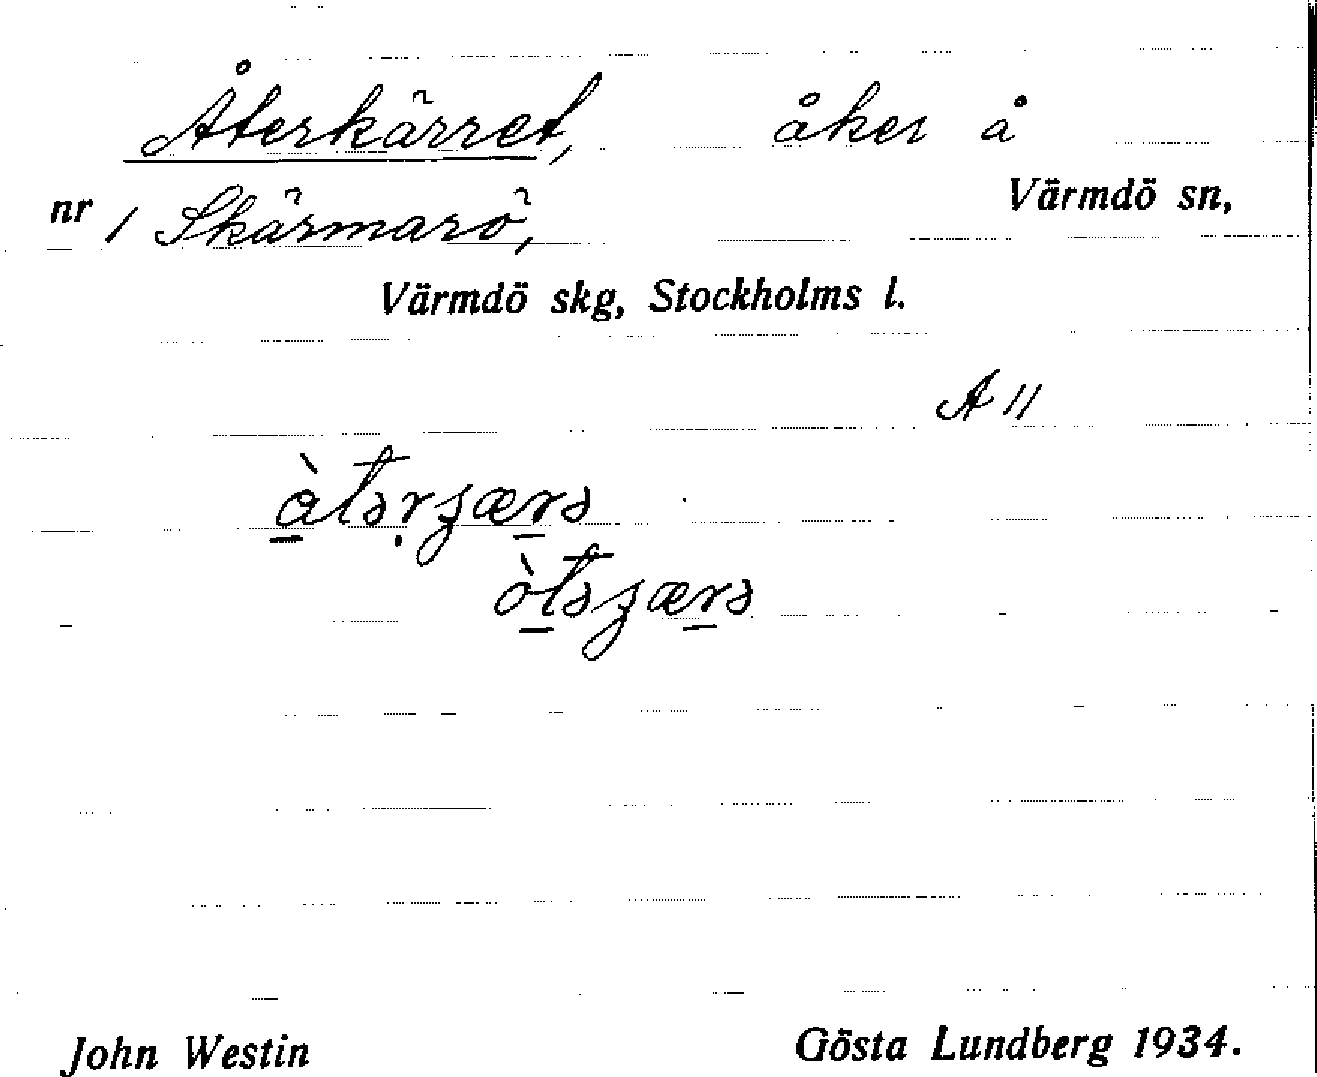 Återkärret, åker å
nr 1 Skärmarö, Värmdö sn,
Värmdö skg, Stockholms l.
A 11
John Westin Gösta Lundberg 1934.